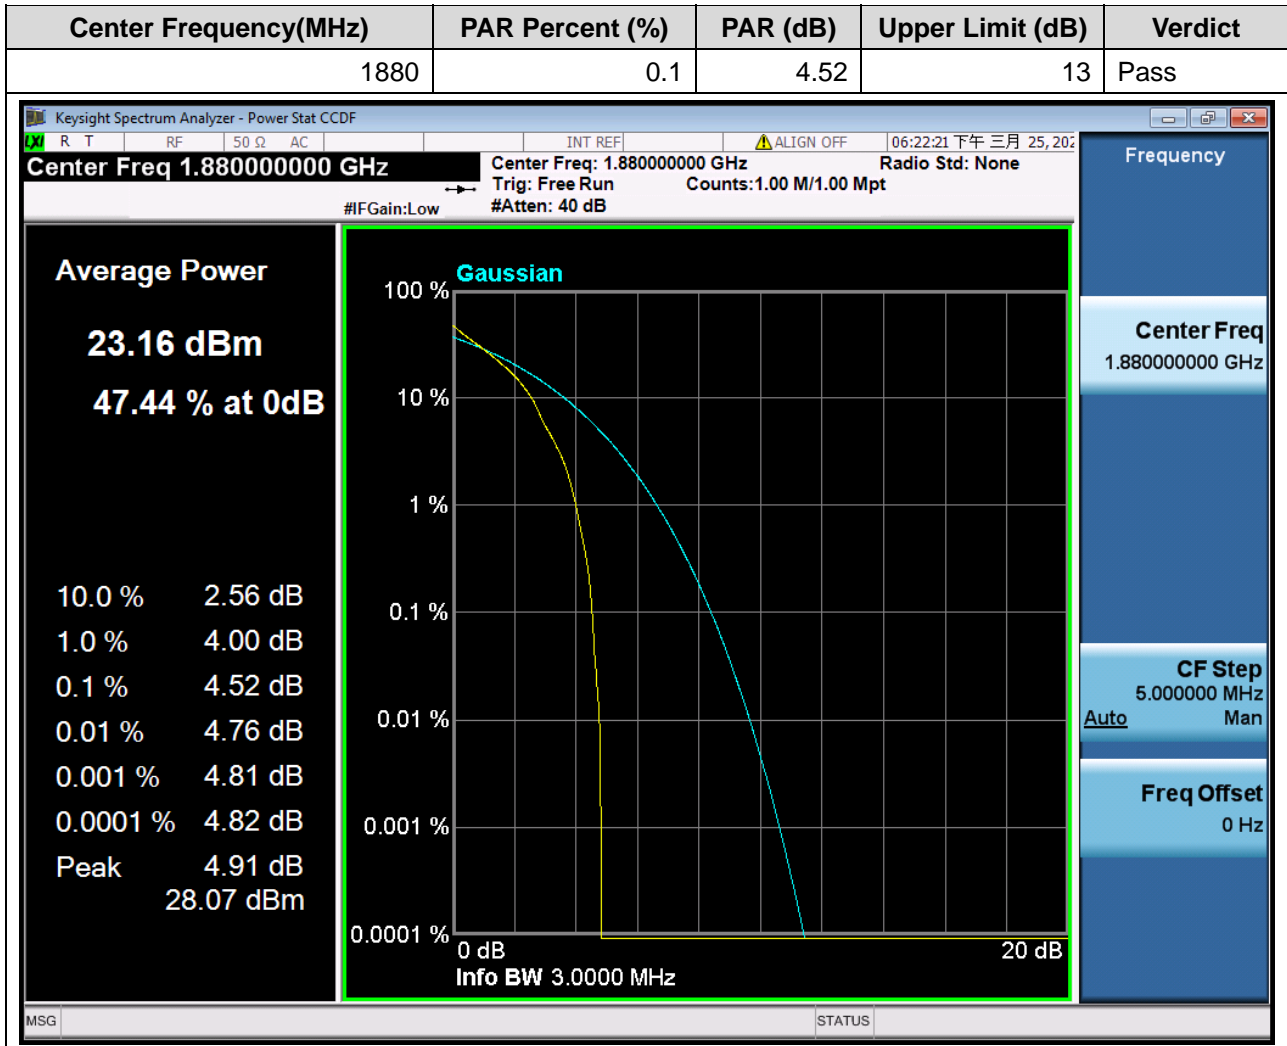 Center Frequency(MHz) PAR Percent (%) PAR (dB) Upper Limit (dB) Verdict
1880 0.1 4.52 13 Pass
Keysight Spectrum Analyzer - Power Stat CCDF
LXI R T RF 50 Ω AC INT REF ALIGN OFF 06:22:21 下午 三月 25, 202
Center Freq 1.880000000 GHz
Center Freq: 1.880000000 GHz Radio Std: None
Trig: Free Run Counts:1.00 M/1.00 Mpt
#IFGain:Low #Atten: 40 dB
Frequency
Center Freq
1.880000000 GHz
CF Step
5.000000 MHz
Auto Man
Freq Offset
0 Hz
Average Power
23.16 dBm
47.44 % at 0dB
10.0 % 2.56 dB
1.0 % 4.00 dB
0.1 % 4.52 dB
0.01 % 4.76 dB
0.001 % 4.81 dB
0.0001 % 4.82 dB
Peak 4.91 dB
28.07 dBm
Gaussian
100 %
10 %
1 %
0.1 %
0.01 %
0.001 %
0.0001 %
0 dB 20 dB
Info BW 3.0000 MHz
MSG STATUS